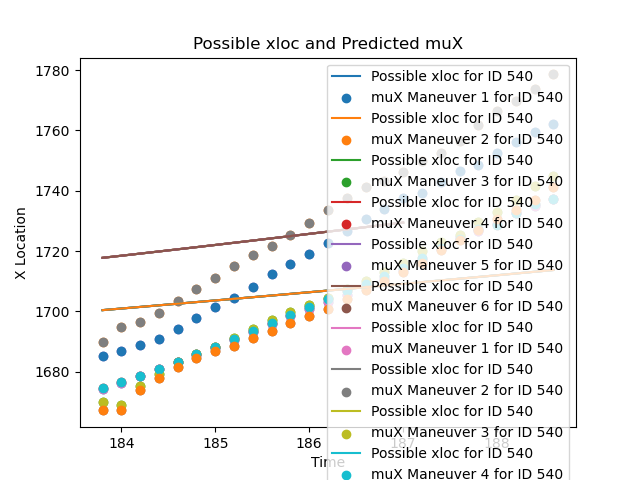 Possible xloc and Predicted muX
1780
1760
1740
1720
1700
1680
X Location
184
185
186
187
188
Time
Possible xloc for ID 540
muX Maneuver 1 for ID 540
Possible xloc for ID 540
muX Maneuver 2 for ID 540
Possible xloc for ID 540
muX Maneuver 3 for ID 540
Possible xloc for ID 540
muX Maneuver 4 for ID 540
Possible xloc for ID 540
muX Maneuver 5 for ID 540
Possible xloc for ID 540
muX Maneuver 6 for ID 540
Possible xloc for ID 540
muX Maneuver 1 for ID 540
Possible xloc for ID 540
muX Maneuver 2 for ID 540
Possible xloc for ID 540
muX Maneuver 3 for ID 540
Possible xloc for ID 540
muX Maneuver 4 for ID 540